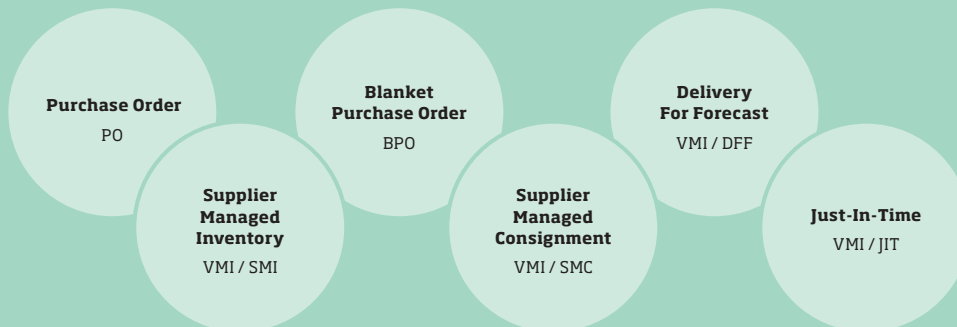 Purchase Order
PO
Supplier
Managed
Inventory
VMI / SMI
Blanket
Purchase Order
BPO
Supplier
Managed
Consignment
VMI / SMC
Delivery
For Forecast
VMI / DFF
Just-In-Time
VMI / JIT